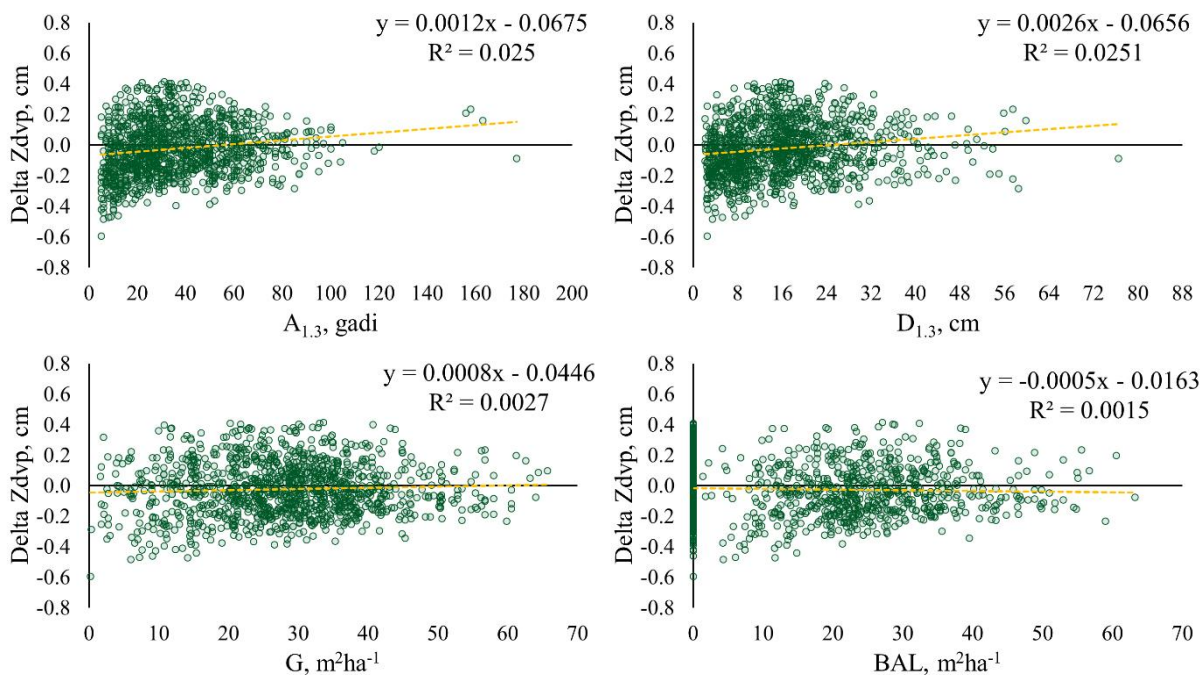 y = 0.0012x - 0.0675
R² = 0.025
Delta Zdvp, cm
0.8
0.6
0.4
0.2
0.0
-0.2
-0.4
-0.6
-0.8
0 20 40 60 80 100 120 140 160 180 200
A1.3, gadi
y = 0.0026x - 0.0656
R² = 0.0251
Delta Zdvp, cm
0.8
0.6
0.4
0.2
0.0
-0.2
-0.4
-0.6
-0.8
0 8 16 24 32 40 48 56 64 72 80 88
D1.3, cm
y = 0.0008x - 0.0446
R² = 0.0027
Delta Zdvp, cm
0.8
0.6
0.4
0.2
0.0
-0.2
-0.4
-0.6
-0.8
0 10 20 30 40 50 60 70
G, m²ha⁻¹
y = -0.0005x - 0.0163
R² = 0.0015
Delta Zdvp, cm
0.8
0.6
0.4
0.2
0.0
-0.2
-0.4
-0.6
-0.8
0 10 20 30 40 50 60 70
BAL, m²ha⁻¹